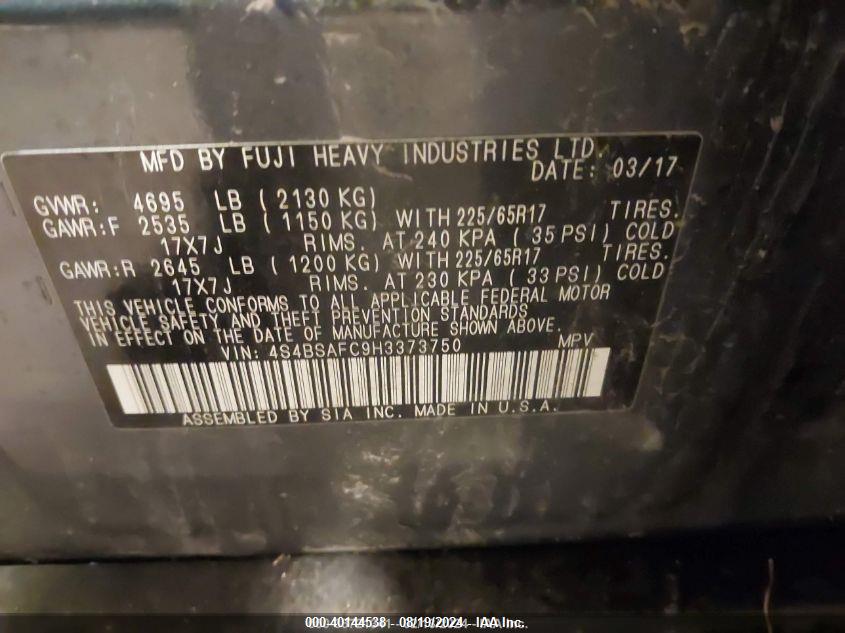 MFD BY FUJI HEAVY INDUSTRIES LTD.
DATE: 03/17
GVWR: 4695 LB ( 2130 KG)
GAWR:F 2535 LB ( 1150 KG) WITH 225/65R17 TIRES.
17X7J RIMS. AT 240 KPA ( 35 PSI) COLD
GAWR:R 2645 LB ( 1200 KG) WITH 225/65R17 TIRES.
17X7J RIMS. AT 230 KPA ( 33 PSI) COLD
THIS VEHICLE CONFORMS TO ALL APPLICABLE FEDERAL MOTOR
VEHICLE SAFETY AND THEFT PREVENTION STANDARDS
IN EFFECT ON THE DATE OF MANUFACTURE SHOWN ABOVE.
VIN: 4S4BSAFC9H3373750 MPV
ASSEMBLED BY SIA INC. MADE IN U.S.A.
000-40144538 - 08/19/2024 - IAA Inc.